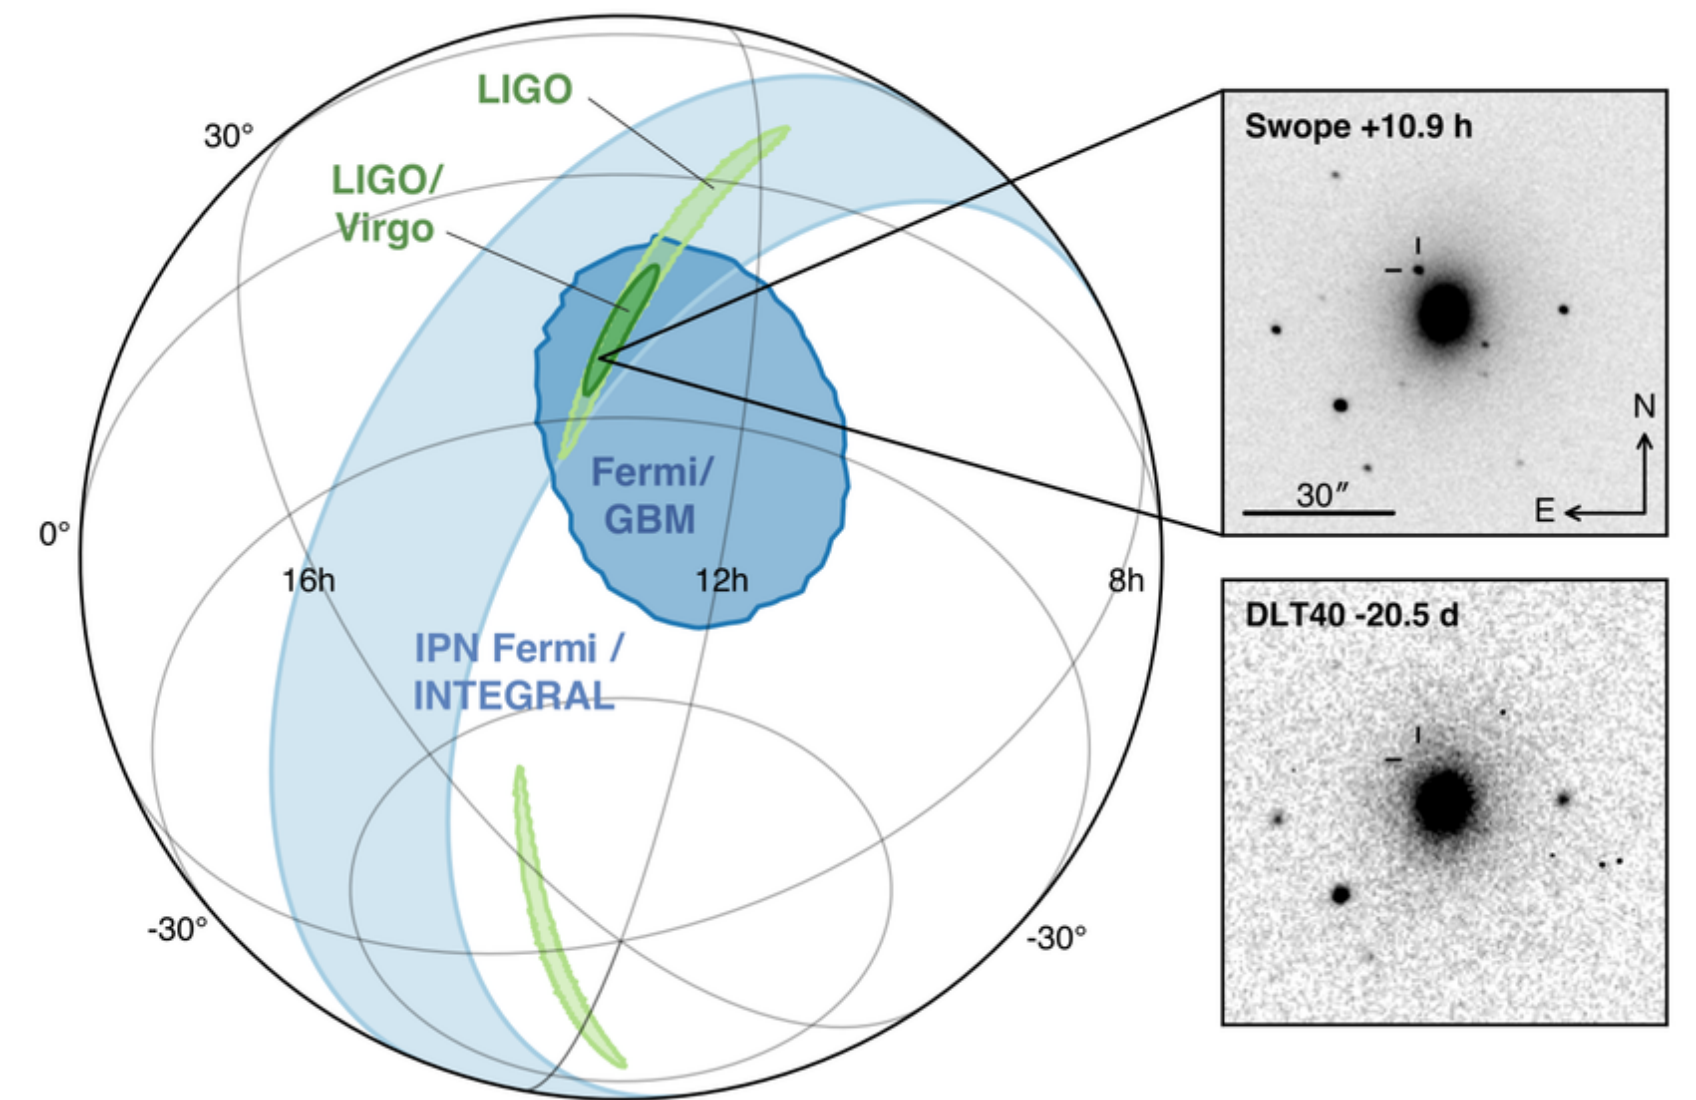 LIGO
LIGO/
Virgo
30°
0°
16h
12h
8h
Fermi/
GBM
IPN Fermi /
INTEGRAL
-30°
-30°
Swope +10.9 h
N
30″
E
DLT40 -20.5 d